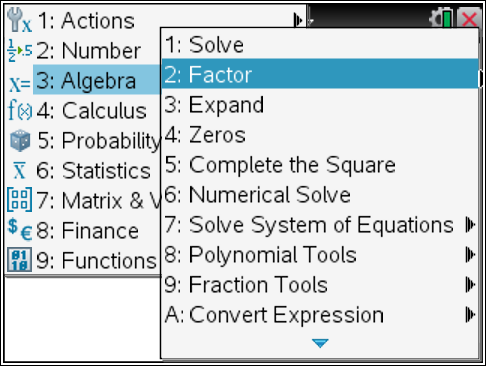 1: Actions
2: Number
3: Algebra
4: Calculus
5: Probability
6: Statistics
7: Matrix & V
8: Finance
9: Functions
1: Solve
2: Factor
3: Expand
4: Zeros
5: Complete the Square
6: Numerical Solve
7: Solve System of Equations
8: Polynomial Tools
9: Fraction Tools
A: Convert Expression